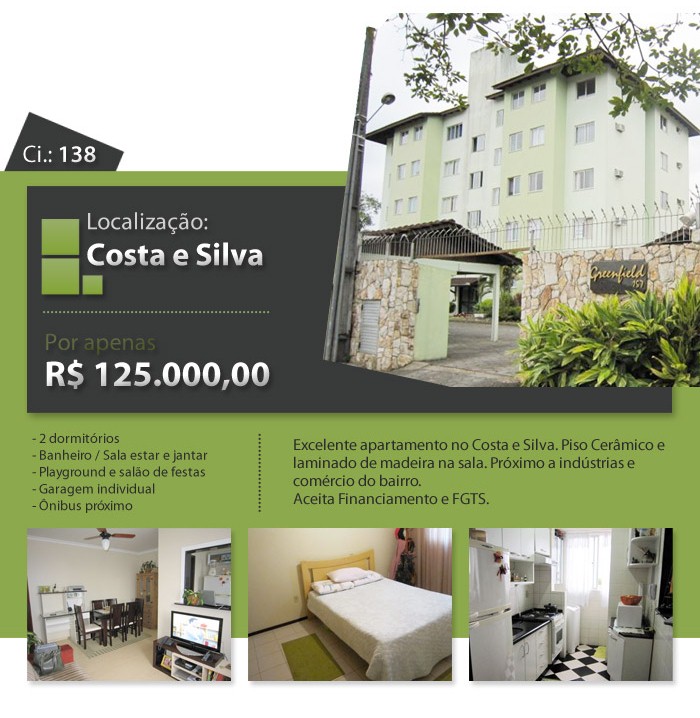 Ci.: 138
Localização:
Costa e Silva
Por apenas
R$ 125.000,00
Greenfield
157
- 2 dormitórios
- Banheiro / Sala estar e jantar
- Playground e salão de festas
- Garagem individual
- Ônibus próximo
Excelente apartamento no Costa e Silva. Piso Cerâmico e
laminado de madeira na sala. Próximo a indústrias e
comércio do bairro.
Aceita Financiamento e FGTS.